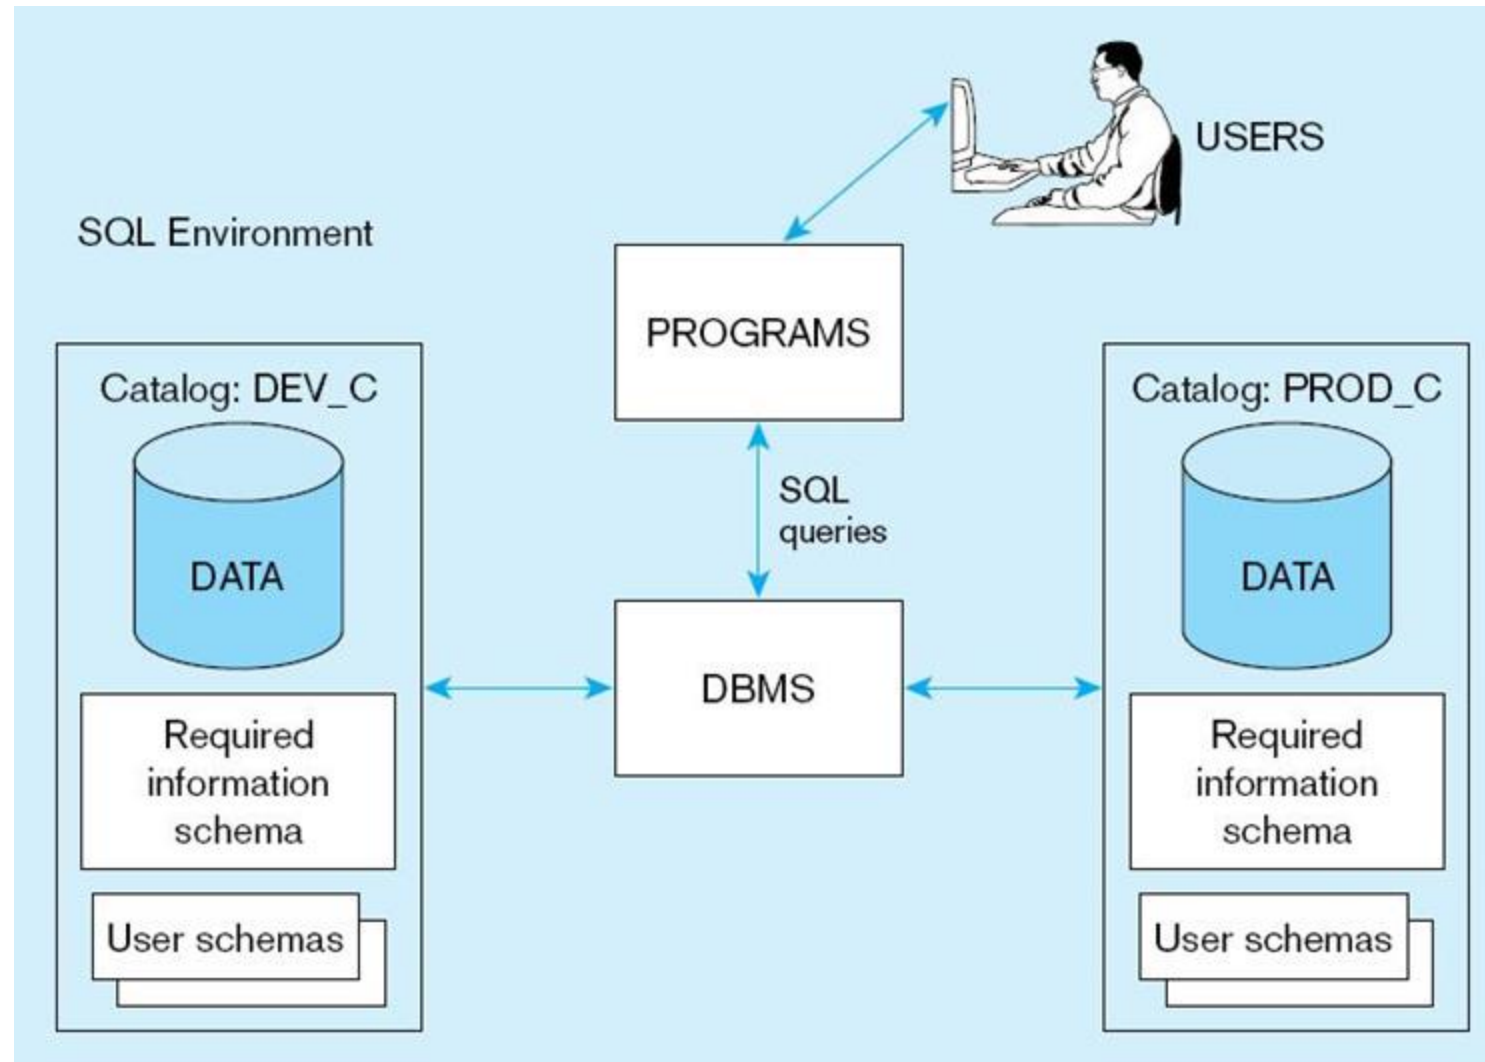 USERS
SQL Environment
PROGRAMS
Catalog: DEV_C
Catalog: PROD_C
SQL
queries
DATA
DATA
DBMS
Required
information
schema
Required
information
schema
User schemas
User schemas